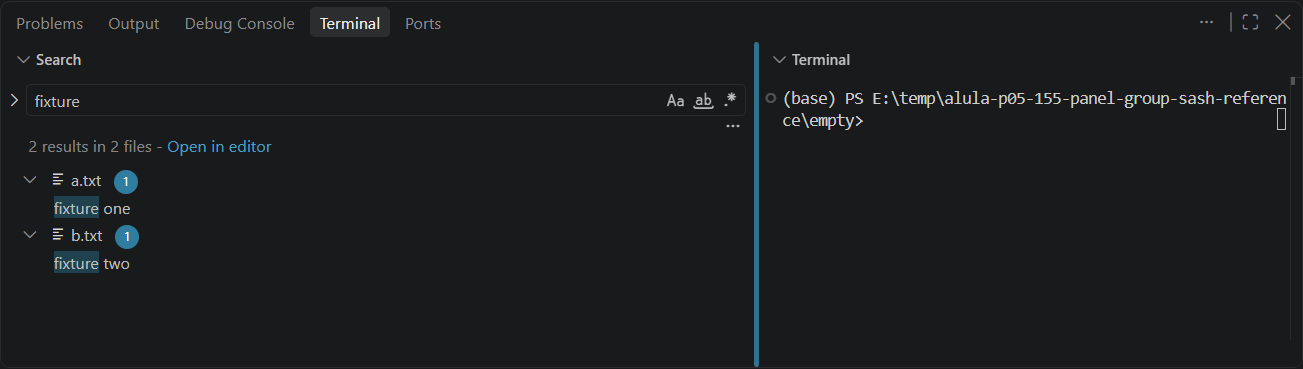 Problems Output Debug Console Terminal Ports
Search
fixture
Aa ab .*
2 results in 2 files - Open in editor
a.txt 1
fixture one
b.txt 1
fixture two
Terminal
(base) PS E:\temp\alula-p05-155-panel-group-sash-referen
ce\empty>